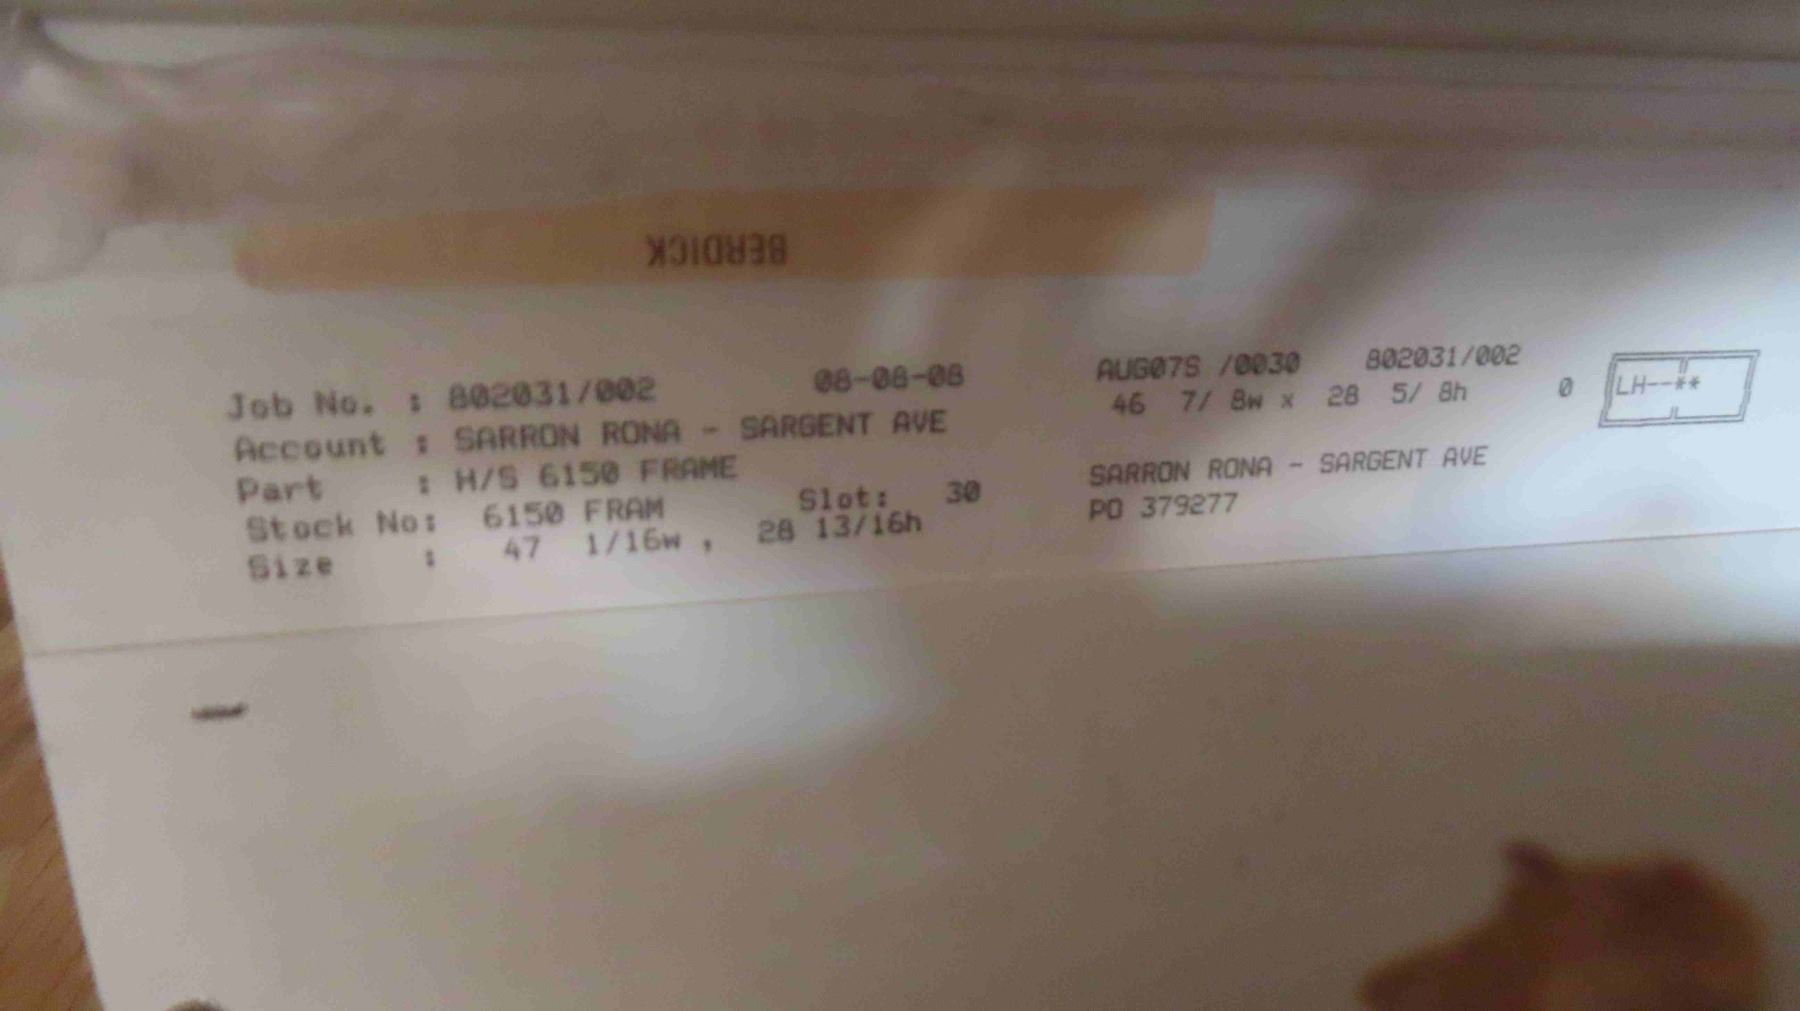 BERDICK
Job No. : 802031/002 08-08-08
Account : SARRON RONA - SARGENT AVE
Part : H/S 6150 FRAME
Stock No: 6150 FRAM Slot: 30
Size : 47 1/16w , 28 13/16h
AUG07S /0030 802031/002
46 7/ 8w x 28 5/ 8h 0 LH--**
SARRON RONA - SARGENT AVE
PO 379277